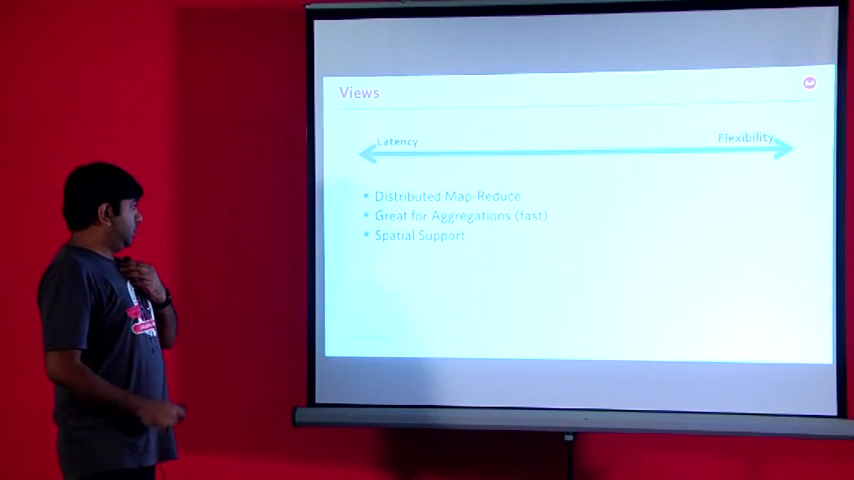 Views
Latency
Flexibility
Distributed Map-Reduce
Great for Aggregations (fast)
Spatial Support